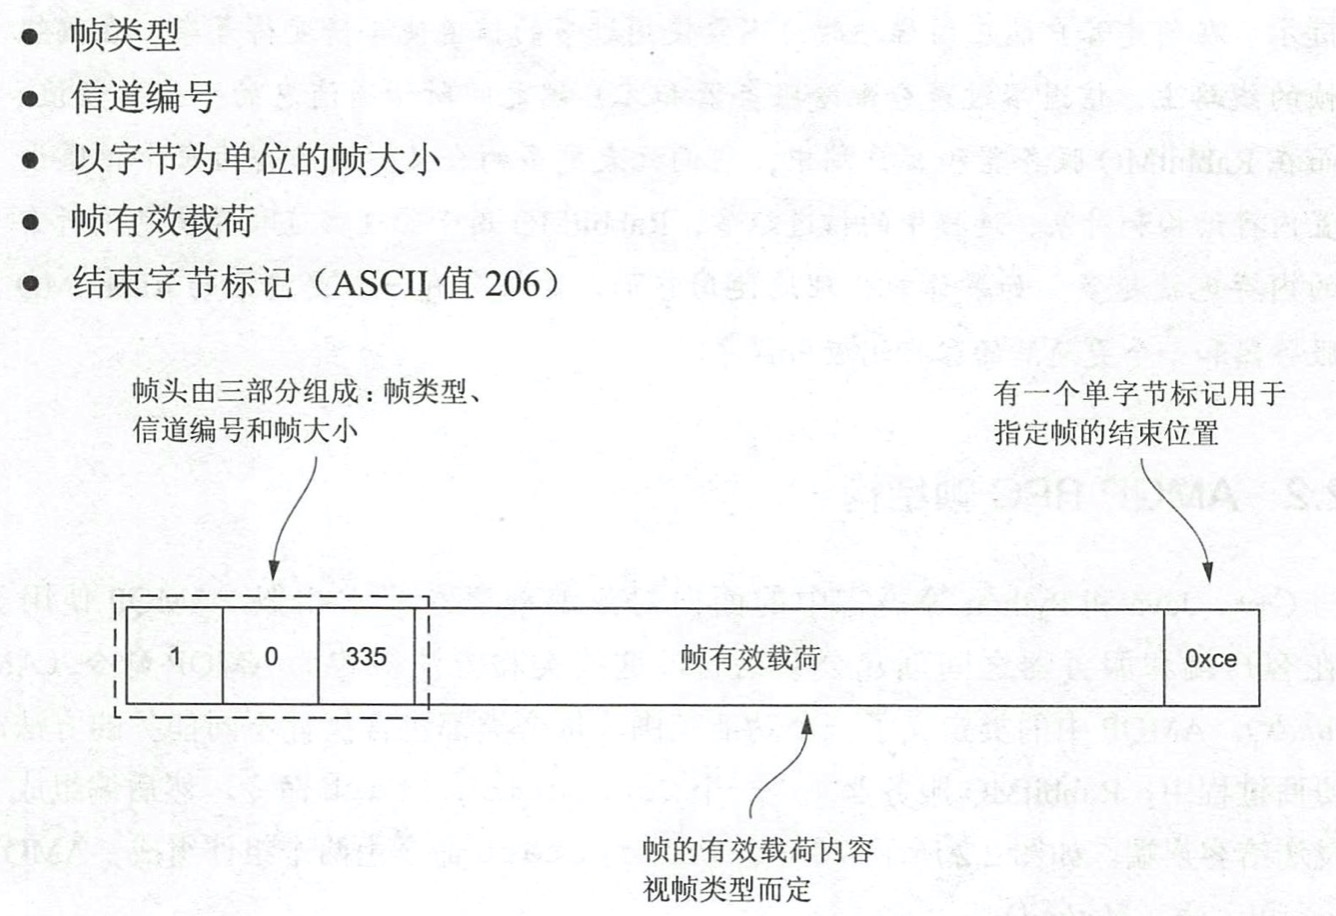 ● 帧类型
● 信道编号
● 以字节为单位的帧大小
● 帧有效载荷
● 结束字节标记（ASCII 值 206）
帧头由三部分组成：帧类型、
信道编号和帧大小
有一个单字节标记用于
指定帧的结束位置
1 0 335 帧有效载荷 0xce
帧的有效载荷内容
视帧类型而定